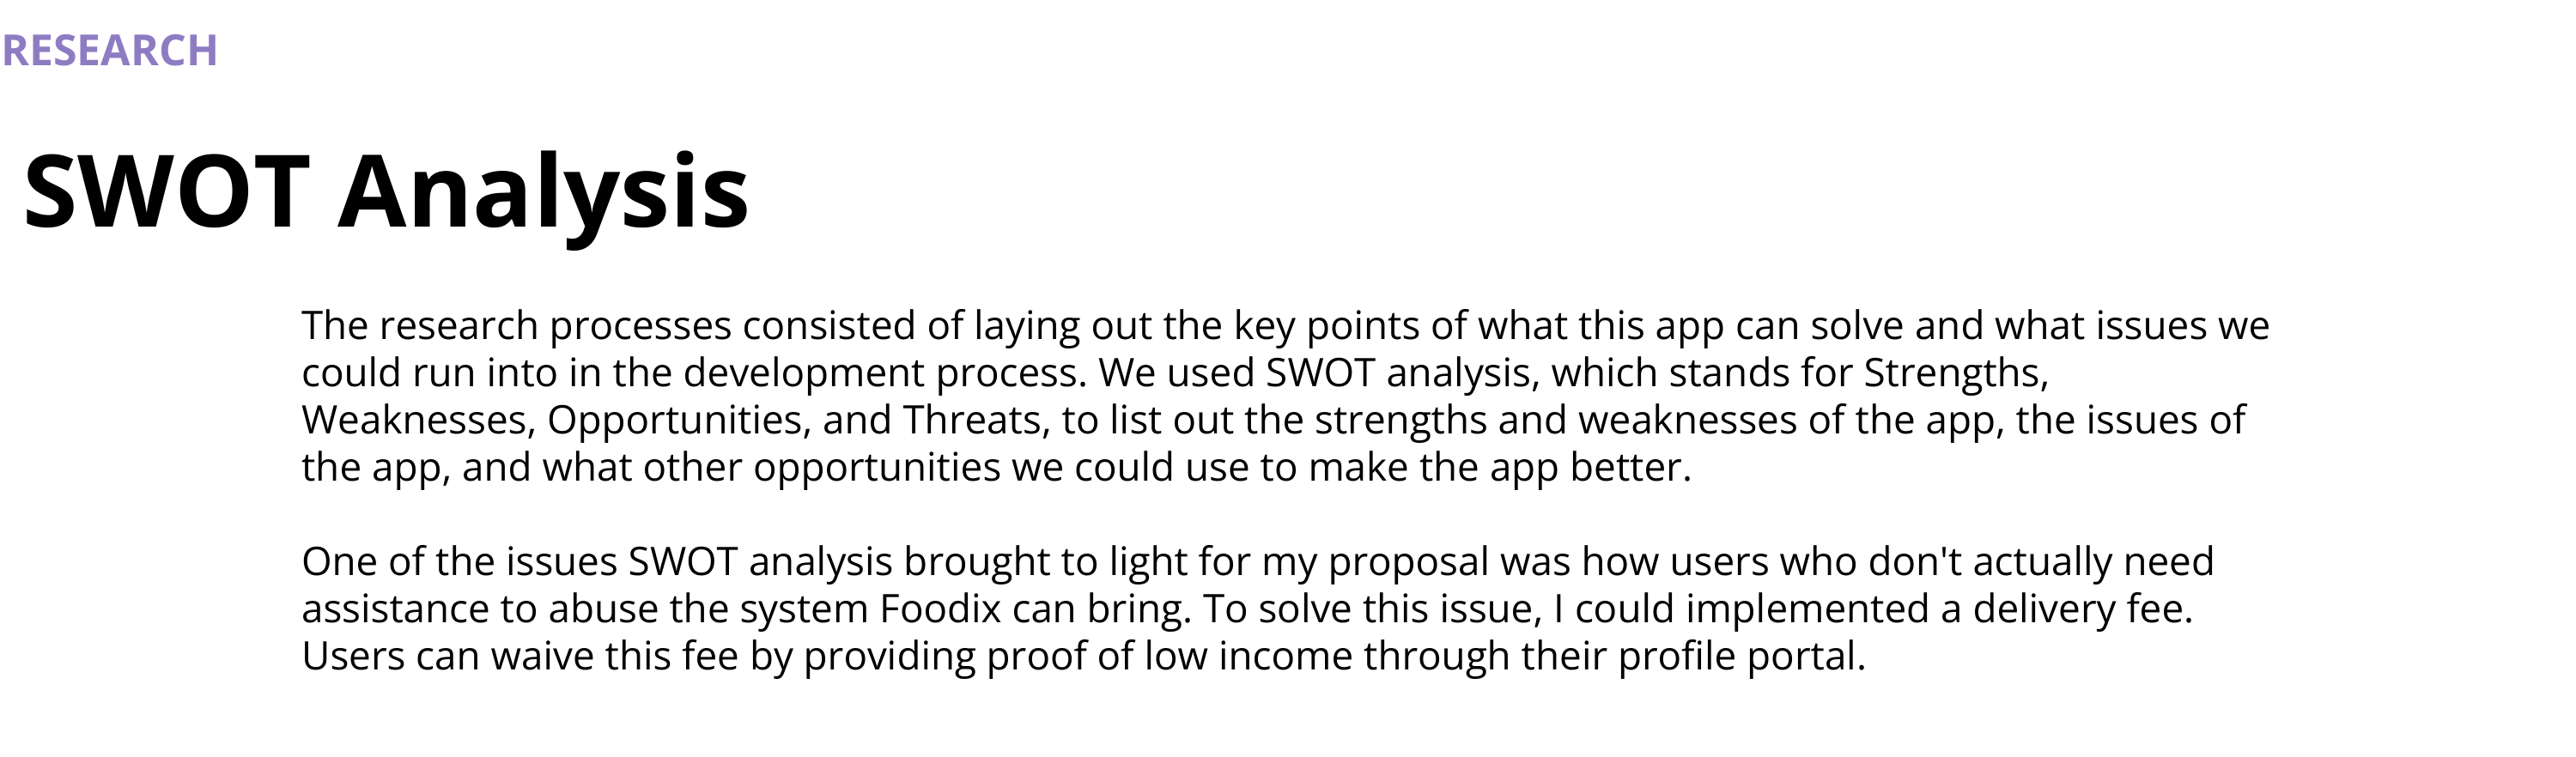 RESEARCH
SWOT Analysis
The research processes consisted of laying out the key points of what this app can solve and what issues we
could run into in the development process. We used SWOT analysis, which stands for Strengths,
Weaknesses, Opportunities, and Threats, to list out the strengths and weaknesses of the app, the issues of
the app, and what other opportunities we could use to make the app better.
One of the issues SWOT analysis brought to light for my proposal was how users who don't actually need
assistance to abuse the system Foodix can bring. To solve this issue, I could implemented a delivery fee.
Users can waive this fee by providing proof of low income through their profile portal.